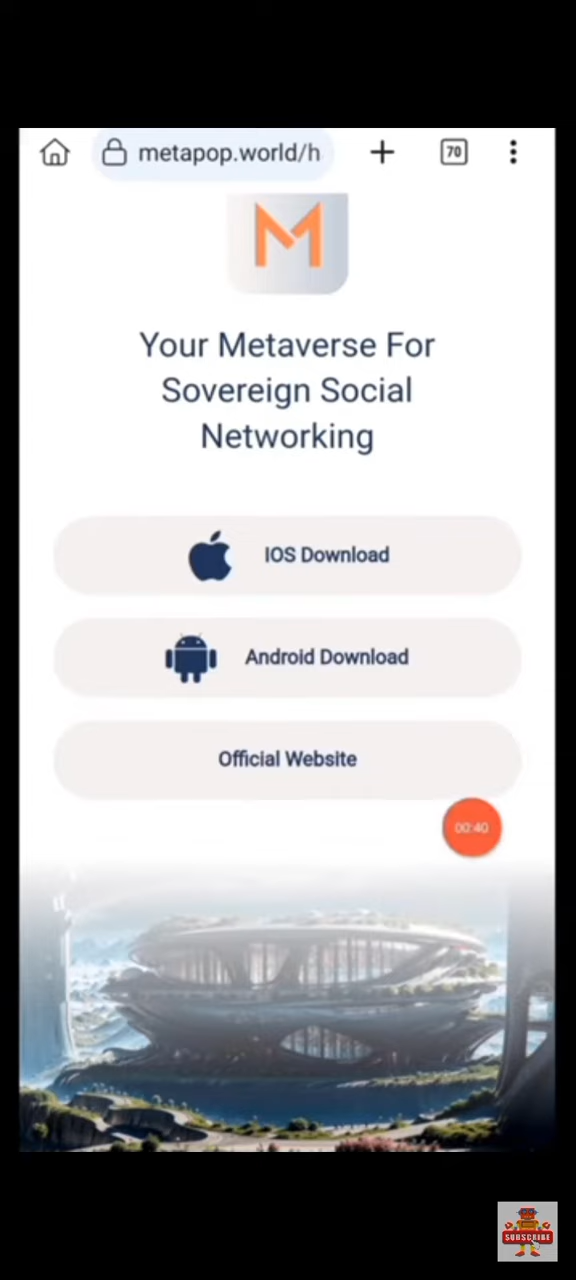 metapop.world/h
70
M
Your Metaverse For
Sovereign Social
Networking
IOS Download
Android Download
Official Website
00:40
SUBSCRIBE